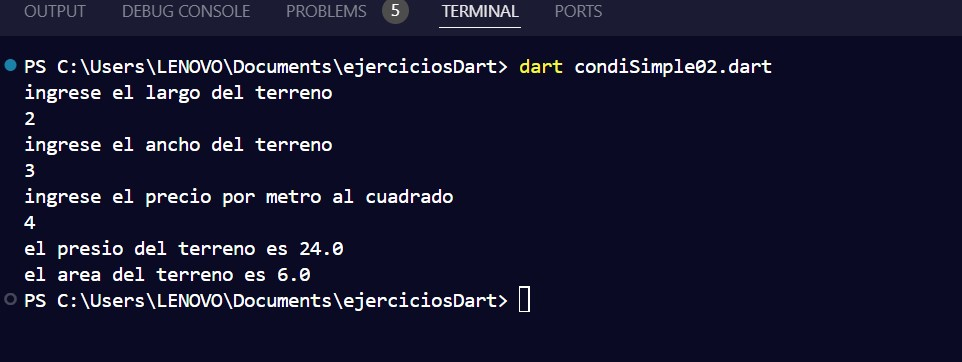 OUTPUT DEBUG CONSOLE PROBLEMS 5 TERMINAL PORTS
PS C:\Users\LENOVO\Documents\ejerciciosDart> dart condiSimple02.dart
ingrese el largo del terreno
2
ingrese el ancho del terreno
3
ingrese el precio por metro al cuadrado
4
el presio del terreno es 24.0
el area del terreno es 6.0
PS C:\Users\LENOVO\Documents\ejerciciosDart>